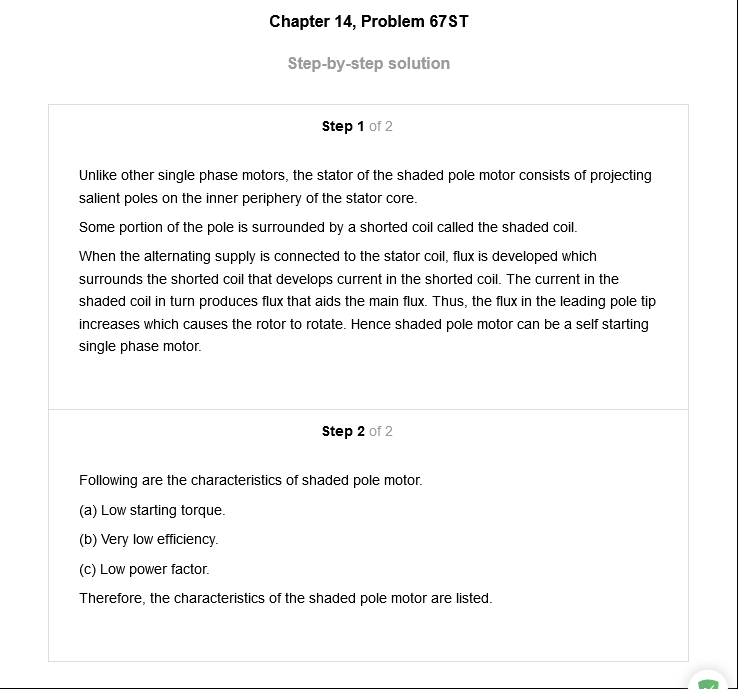 Chapter 14, Problem 67ST
Step-by-step solution
Step 1 of 2
Unlike other single phase motors, the stator of the shaded pole motor consists of projecting
salient poles on the inner periphery of the stator core.
Some portion of the pole is surrounded by a shorted coil called the shaded coil.
When the alternating supply is connected to the stator coil, flux is developed which
surrounds the shorted coil that develops current in the shorted coil. The current in the
shaded coil in turn produces flux that aids the main flux. Thus, the flux in the leading pole tip
increases which causes the rotor to rotate. Hence shaded pole motor can be a self starting
single phase motor.
Step 2 of 2
Following are the characteristics of shaded pole motor.
(a) Low starting torque.
(b) Very low efficiency.
(c) Low power factor.
Therefore, the characteristics of the shaded pole motor are listed.